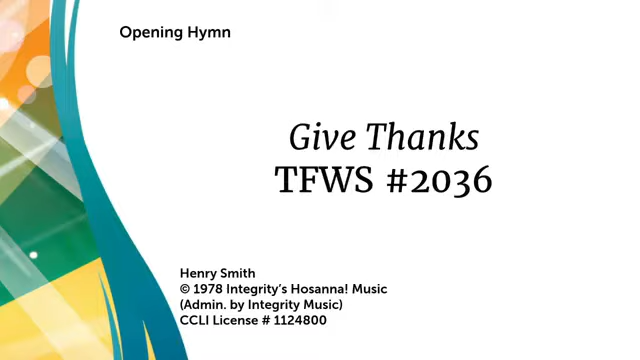 Opening Hymn
Give Thanks
TFWS #2036
Henry Smith
© 1978 Integrity's Hosanna! Music
(Admin. by Integrity Music)
CCLI License # 1124800